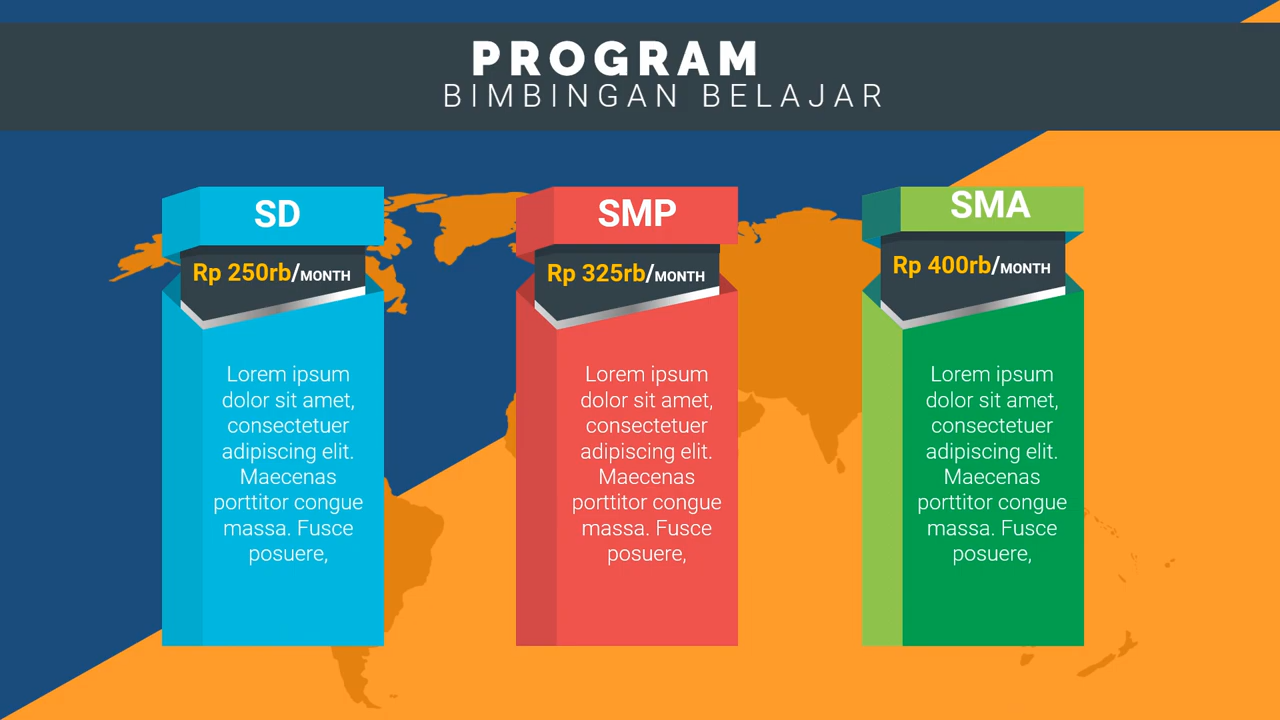 PROGRAM
BIMBINGAN BELAJAR
SD
Rp 250rb/MONTH
Lorem ipsum
dolor sit amet,
consectetuer
adipiscing elit.
Maecenas
porttitor congue
massa. Fusce
posuere,
SMP
Rp 325rb/MONTH
Lorem ipsum
dolor sit amet,
consectetuer
adipiscing elit.
Maecenas
porttitor congue
massa. Fusce
posuere,
SMA
Rp 400rb/MONTH
Lorem ipsum
dolor sit amet,
consectetuer
adipiscing elit.
Maecenas
porttitor congue
massa. Fusce
posuere,